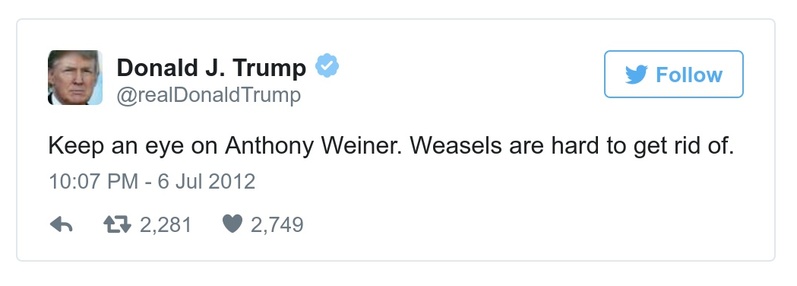 Donald J. Trump
@realDonaldTrump
Follow
Keep an eye on Anthony Weiner. Weasels are hard to get rid of.
10:07 PM - 6 Jul 2012
2,281 2,749